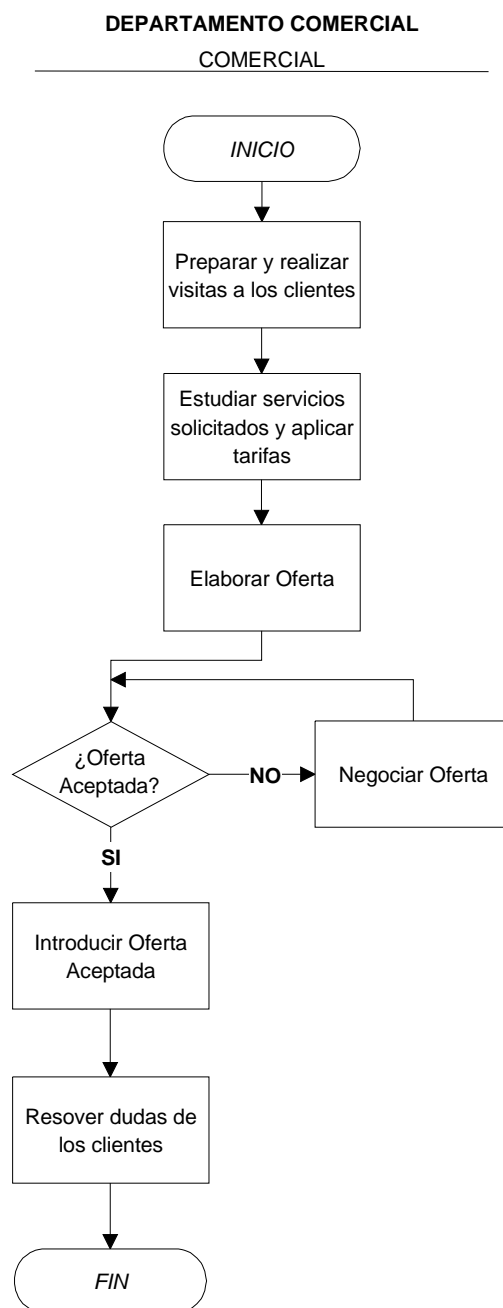 DEPARTAMENTO COMERCIAL
COMERCIAL
INICIO
Preparar y realizar
visitas a los clientes
Estudiar servicios
solicitados y aplicar
tarifas
Elaborar Oferta
¿Oferta
Aceptada?
NO
Negociar Oferta
SI
Introducir Oferta
Aceptada
Resover dudas de
los clientes
FIN